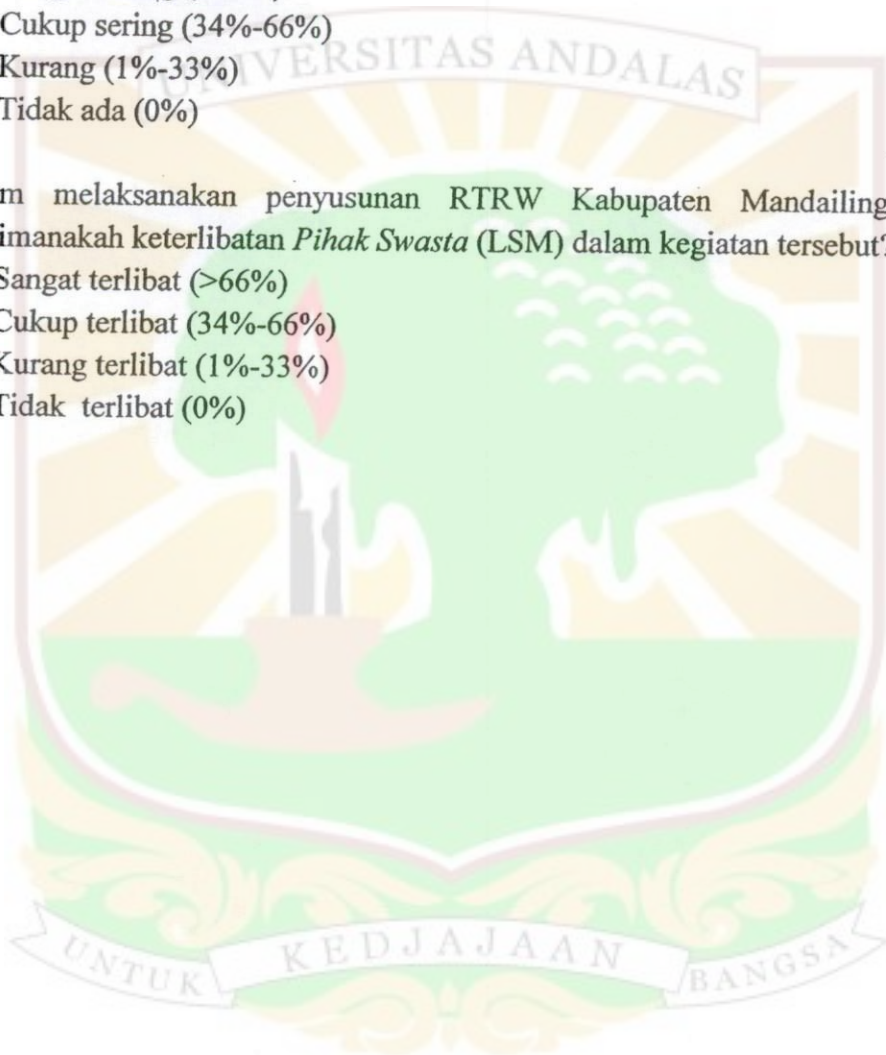 Cukup sering (34%-66%)
Kurang (1%-33%)
Tidak ada (0%)
m melaksanakan penyusunan RTRW Kabupaten Mandailing
imanakah keterlibatan Pihak Swasta (LSM) dalam kegiatan tersebut?
Sangat terlibat (>66%)
Cukup terlibat (34%-66%)
Kurang terlibat (1%-33%)
Tidak terlibat (0%)
UNIVERSITAS ANDALAS
UNTUK KEDJAJAAN BANGSA